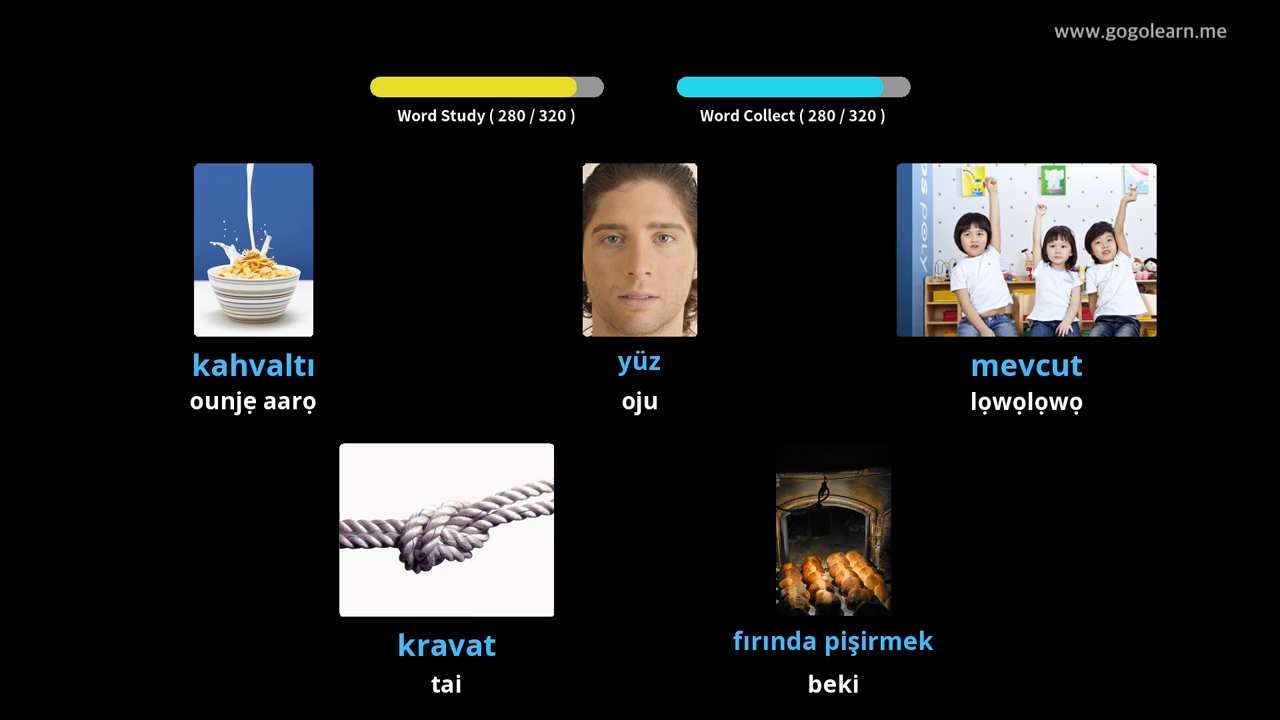 www.gogolearn.me
Word Study ( 280 / 320 )
Word Collect ( 280 / 320 )
kahvaltı
ounjẹ aarọ
yüz
oju
mevcut
lọwọlọwọ
kravat
tai
fırında pişirmek
beki